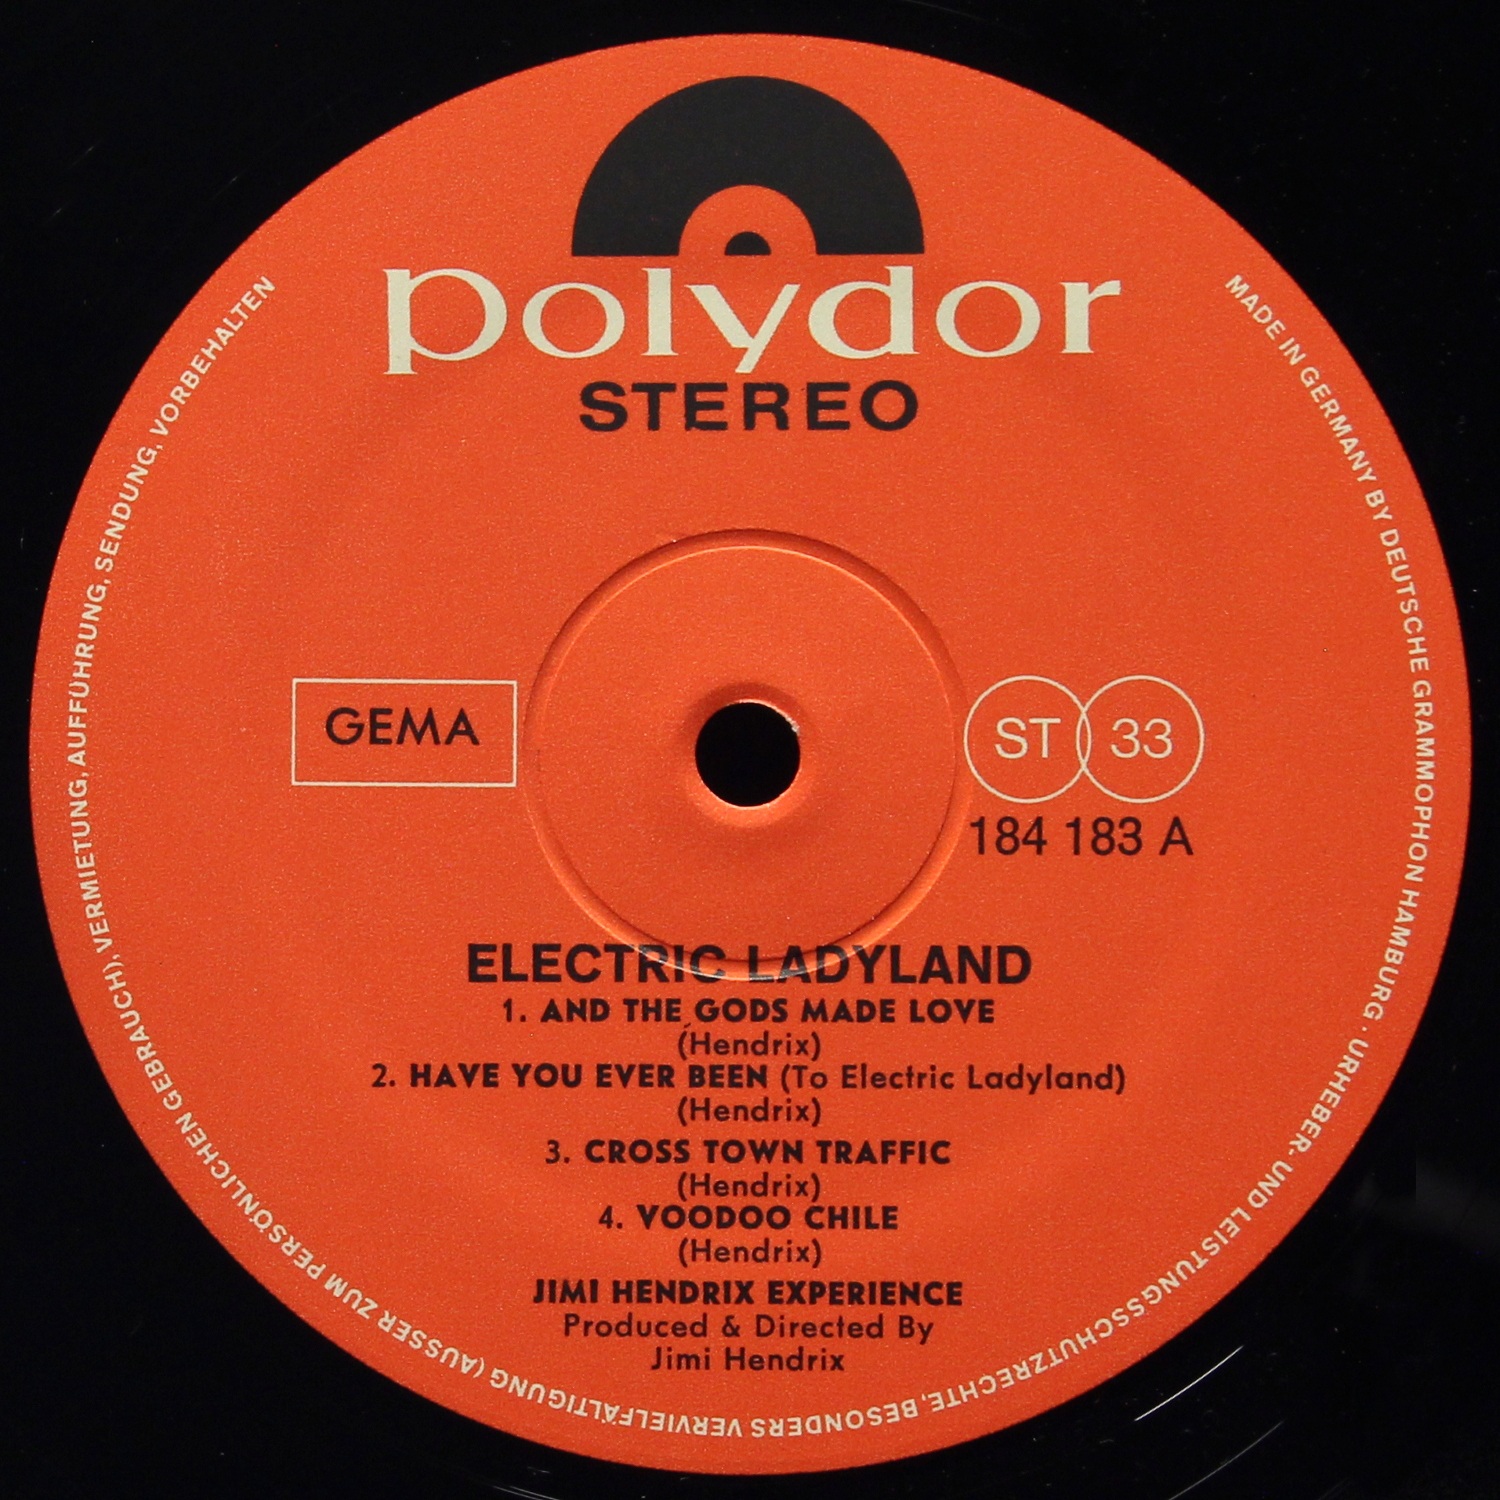 polydor
STEREO
MADE IN GERMANY BY DEUTSCHE GRAMMOPHON HAMBURG . URHEBER- UND LEISTUNGSSCHUTZRECHTE, BESONDERS VERVIELFÄLTIGUNG (AUSSER ZUM PERSÖNLICHEN GEBRAUCH), VERMIETUNG, AUFFÜHRUNG, SENDUNG, VORBEHALTEN
GEMA
ST 33
184 183 A
ELECTRIC LADYLAND
1. AND THE GODS MADE LOVE
(Hendrix)
2. HAVE YOU EVER BEEN (To Electric Ladyland)
(Hendrix)
3. CROSS TOWN TRAFFIC
(Hendrix)
4. VOODOO CHILE
(Hendrix)
JIMI HENDRIX EXPERIENCE
Produced & Directed By
Jimi Hendrix